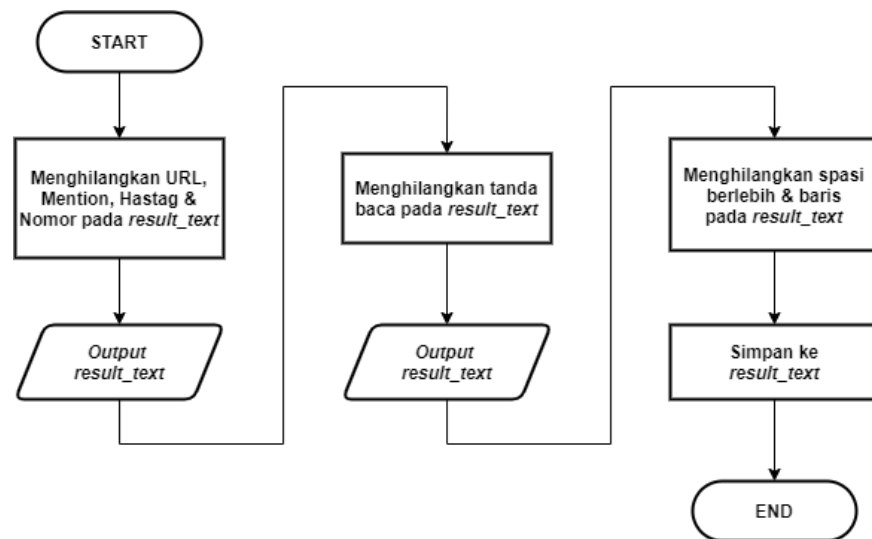 START
Menghilangkan URL,
Mention, Hastag &
Nomor pada result_text
Output
result_text
Menghilangkan tanda
baca pada result_text
Output
result_text
Menghilangkan spasi
berlebih & baris
pada result_text
Simpan ke
result_text
END